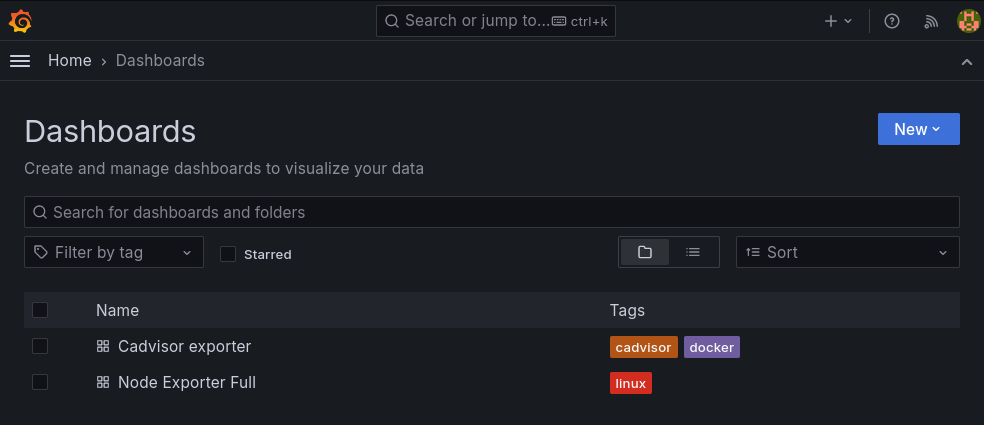 Search or jump to... ctrl+k
Home › Dashboards
Dashboards
New
Create and manage dashboards to visualize your data
Search for dashboards and folders
Filter by tag Starred Sort
Name Tags
Cadvisor exporter cadvisor docker
Node Exporter Full linux